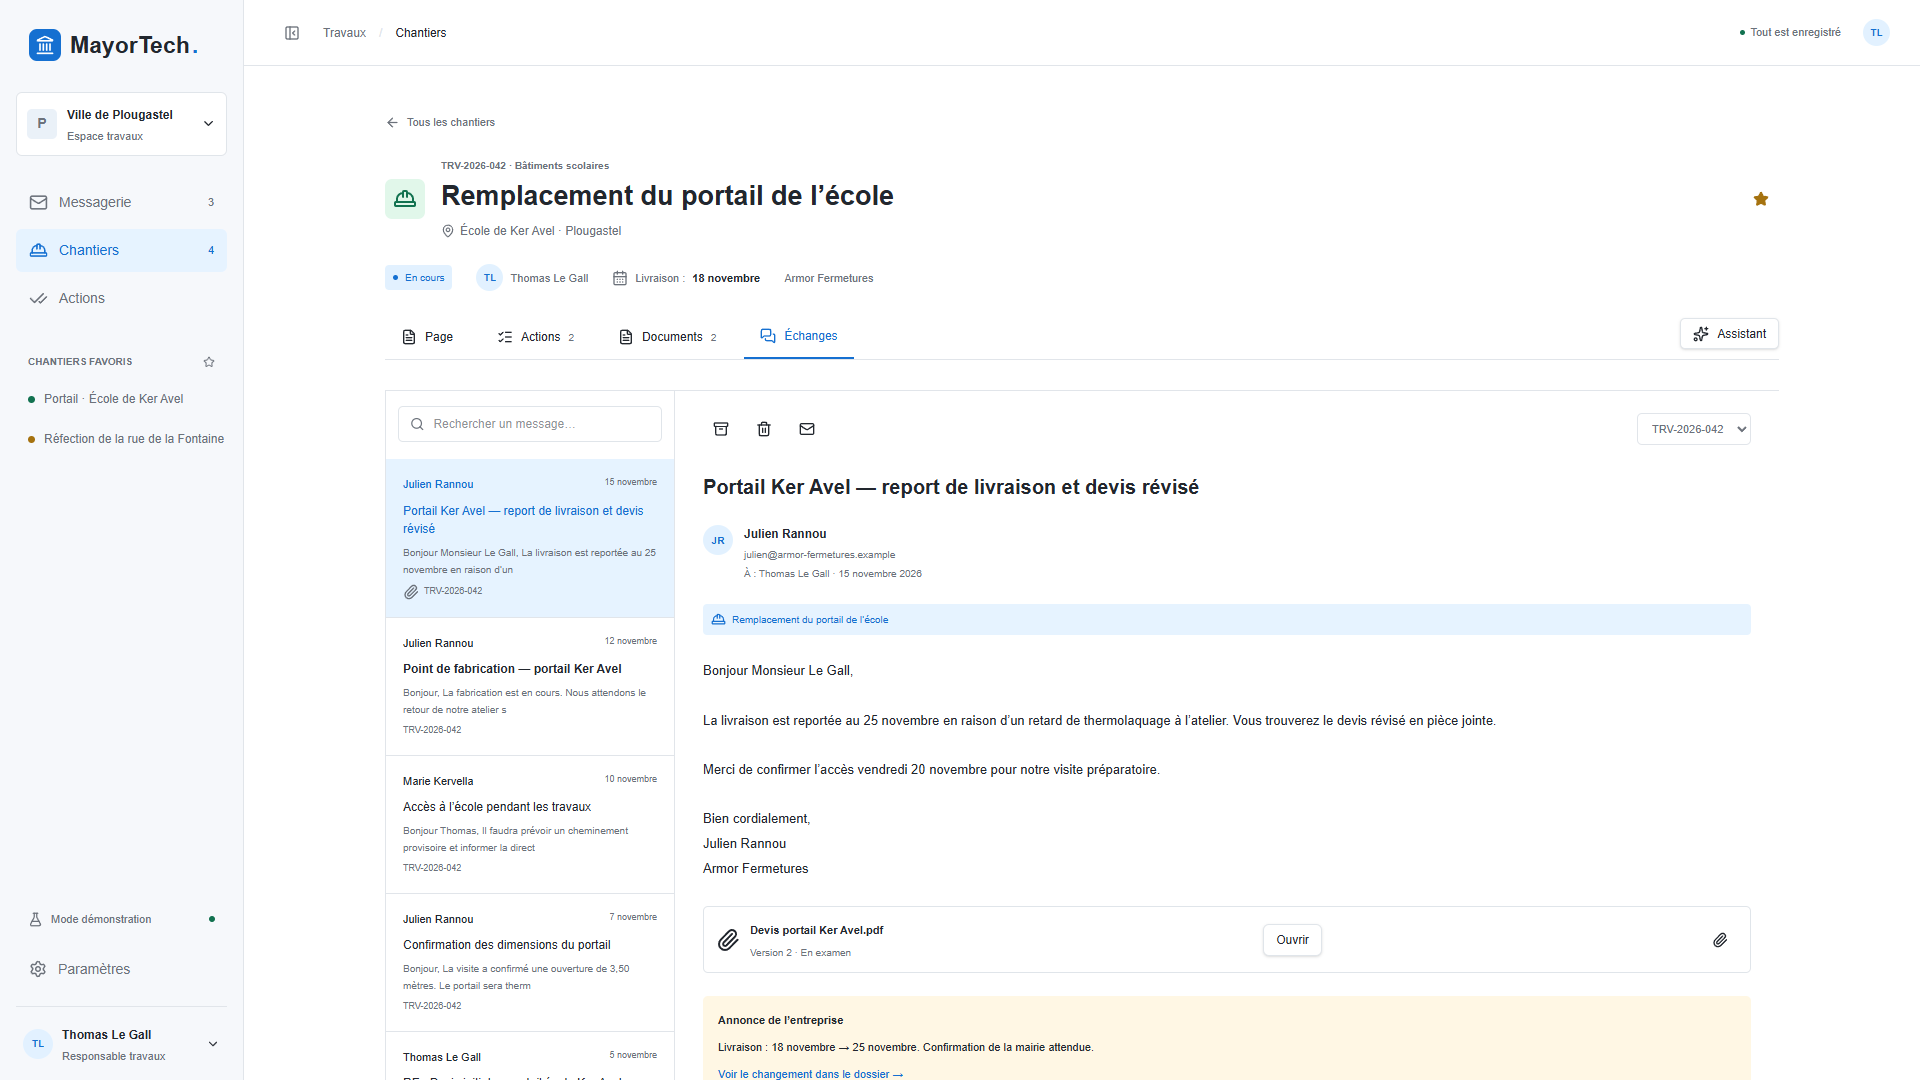 MayorTech.
P
Ville de Plougastel
Espace travaux
Messagerie 3
Chantiers 4
Actions
CHANTIERS FAVORIS
Portail · École de Ker Avel
Réfection de la rue de la Fontaine
Mode démonstration
Paramètres
TL
Thomas Le Gall
Responsable travaux
Travaux / Chantiers
Tout est enregistré
TL
Tous les chantiers
TRV-2026-042 · Bâtiments scolaires
Remplacement du portail de l’école
École de Ker Avel · Plougastel
En cours
TL
Thomas Le Gall
Livraison : 18 novembre
Armor Fermetures
Page
Actions 2
Documents 2
Échanges
Assistant
Rechercher un message…
Julien Rannou 15 novembre
Portail Ker Avel — report de livraison et devis
révisé
Bonjour Monsieur Le Gall, La livraison est reportée au 25
novembre en raison d’un
TRV-2026-042
Julien Rannou 12 novembre
Point de fabrication — portail Ker Avel
Bonjour, La fabrication est en cours. Nous attendons le
retour de notre atelier s
TRV-2026-042
Marie Kervella 10 novembre
Accès à l’école pendant les travaux
Bonjour Thomas, Il faudra prévoir un cheminement
provisoire et informer la direct
TRV-2026-042
Julien Rannou 7 novembre
Confirmation des dimensions du portail
Bonjour, La visite a confirmé une ouverture de 3,50
mètres. Le portail sera therm
TRV-2026-042
Thomas Le Gall 5 novembre
TRV-2026-042
Portail Ker Avel — report de livraison et devis révisé
JR
Julien Rannou
julien@armor-fermetures.example
À : Thomas Le Gall · 15 novembre 2026
Remplacement du portail de l’école
Bonjour Monsieur Le Gall,
La livraison est reportée au 25 novembre en raison d’un retard de thermolaquage à l’atelier. Vous trouverez le devis révisé en pièce jointe.
Merci de confirmer l’accès vendredi 20 novembre pour notre visite préparatoire.
Bien cordialement,
Julien Rannou
Armor Fermetures
Devis portail Ker Avel.pdf
Version 2 · En examen
Ouvrir
Annonce de l’entreprise
Livraison : 18 novembre → 25 novembre. Confirmation de la mairie attendue.
Voir le changement dans le dossier →